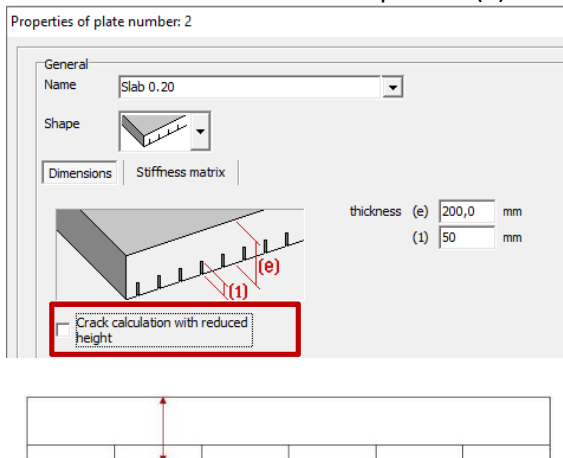 Properties of plate number: 2
General
Name Slab 0.20
Shape
Dimensions Stiffness matrix
thickness (e) 200,0 mm
(1) 50 mm
(e)
(1)
Crack calculation with reduced
height